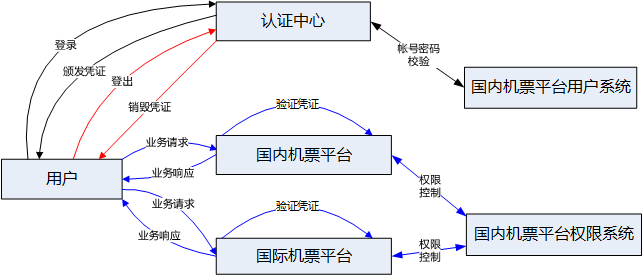 认证中心
登录
帐号密码
校验
颁发凭证
登出
国内机票平台用户系统
销毁凭证
验证凭证
业务请求
国内机票平台
业务响应
用户
权限
控制
业务请求
验证凭证
国内机票平台权限系统
业务响应
国际机票平台
权限
控制